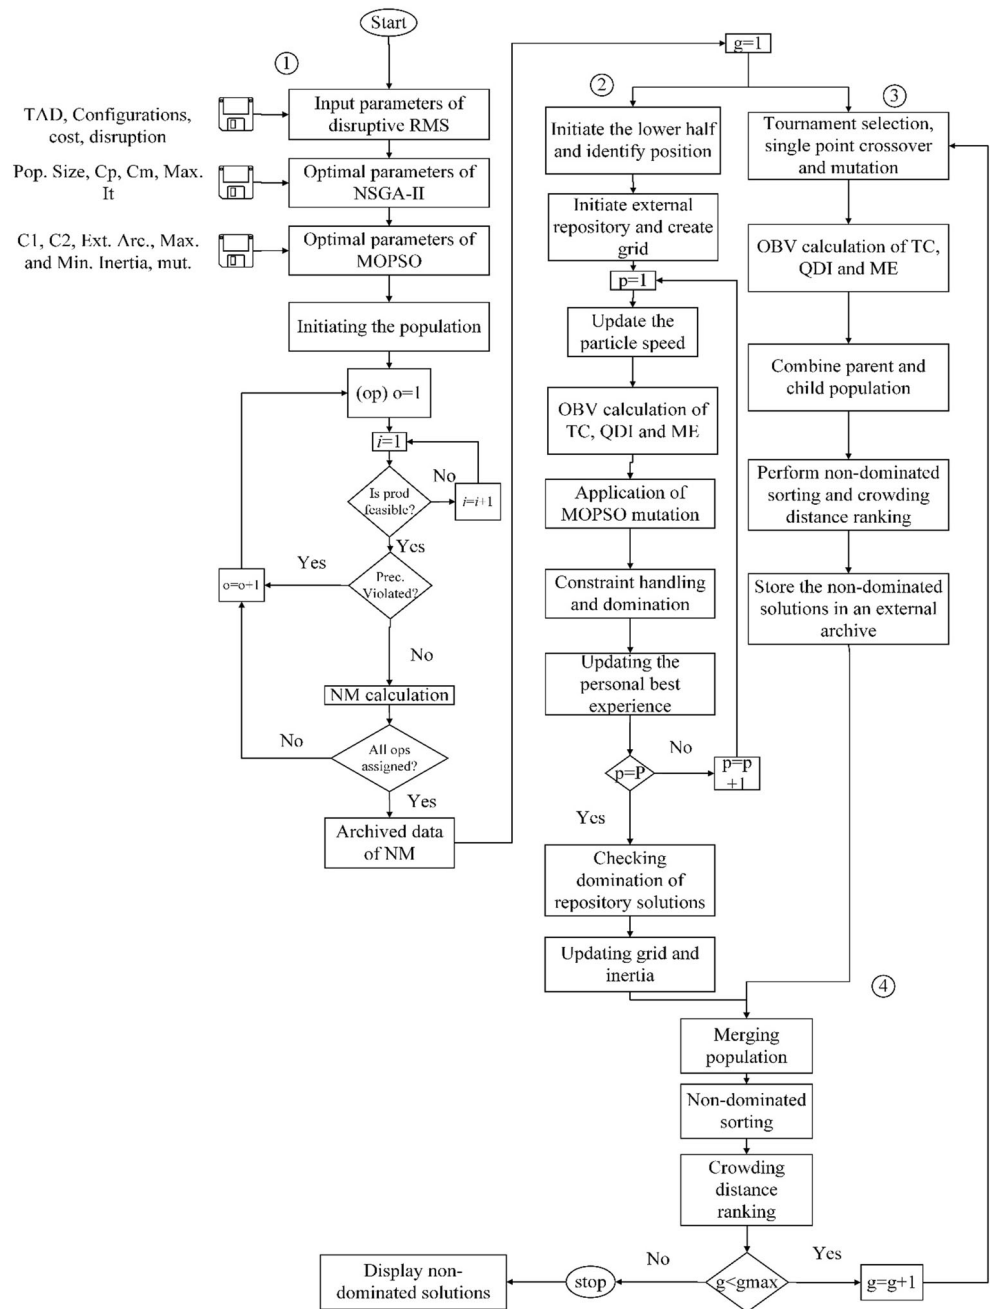 Start
1
TAD, Configurations,
cost, disruption
Input parameters of
disruptive RMS
Pop. Size, Cp, Cm, Max.
It
Optimal parameters of
NSGA-II
C1, C2, Ext. Arc., Max.
and Min. Inertia, mut.
Optimal parameters of
MOPSO
Initiating the population
(op) o=1
i=1
No
Is prod
feasible?
i=i+1
Yes
Yes
o=o+1
Prec.
Violated?
No
NM calculation
No
All ops
assigned?
Yes
Archived data
of NM
g=1
2
Initiate the lower half
and identify position
Initiate external
repository and create
grid
p=1
Update the
particle speed
OBV calculation of
TC, QDI and ME
Application of
MOPSO mutation
Constraint handling
and domination
Updating the
personal best
experience
p=P
No
p=p
+1
Yes
Checking
domination of
repository solutions
Updating grid and
inertia
3
Tournament selection,
single point crossover
and mutation
OBV calculation of TC,
QDI and ME
Combine parent and
child population
Perform non-dominated
sorting and crowding
distance ranking
Store the non-dominated
solutions in an external
archive
4
Merging
population
Non-dominated
sorting
Crowding
distance
ranking
g<gmax
Yes
g=g+1
No
stop
Display non-
dominated solutions